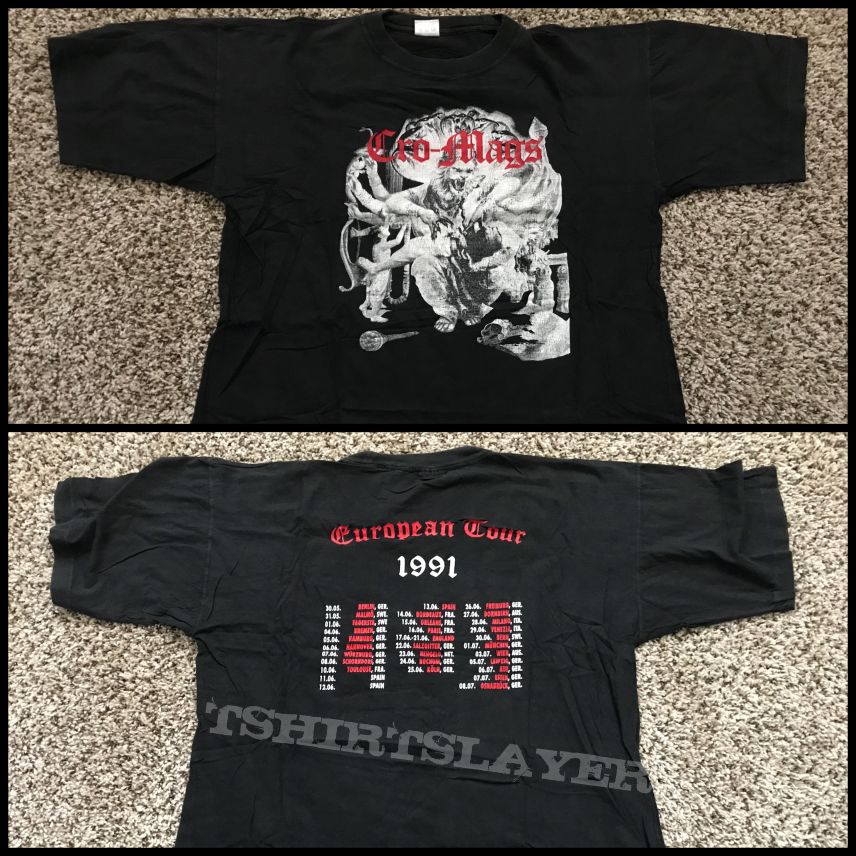 Cro-Mags
European Tour
1991
30.05. BERLIN, GER.
31.05. MALMÖ, SWE.
01.06. FAGERSTA, SWE
04.06. BREMEN, GER.
05.06. HAMBURG, GER.
06.06. HANNOVER, GER.
07.06. WÜRZBURG, GER.
08.06. SCHORNDORF, GER.
10.06. TOULOUSE, FRA.
11.06. SPAIN
12.06. SPAIN
13.06. SPAIN
14.06. BORDEAUX, FRA.
15.06. ORLEANS, FRA.
16.06. PARIS, FRA.
17.06.-21.06. ENGLAND
22.06. SALZGITTER, GER.
23.06. HENGELO, NET.
24.06. BOCHUM, GER.
25.06. KÖLN, GER.
26.06. FREIBURG, GER.
27.06. DORNBIRN, AUS.
28.06. MILANO, ITA.
29.06. VENEZIA, ITA.
30.06. BERN, SWI.
01.07. MÜNCHEN, GER.
03.07. WIEN, AUS.
05.07. LEIPZIG, GER.
06.07. GER.
07.07. ESSEN, GER.
08.07. OSNABRÜCK, GER.
TSHIRTSLAYER